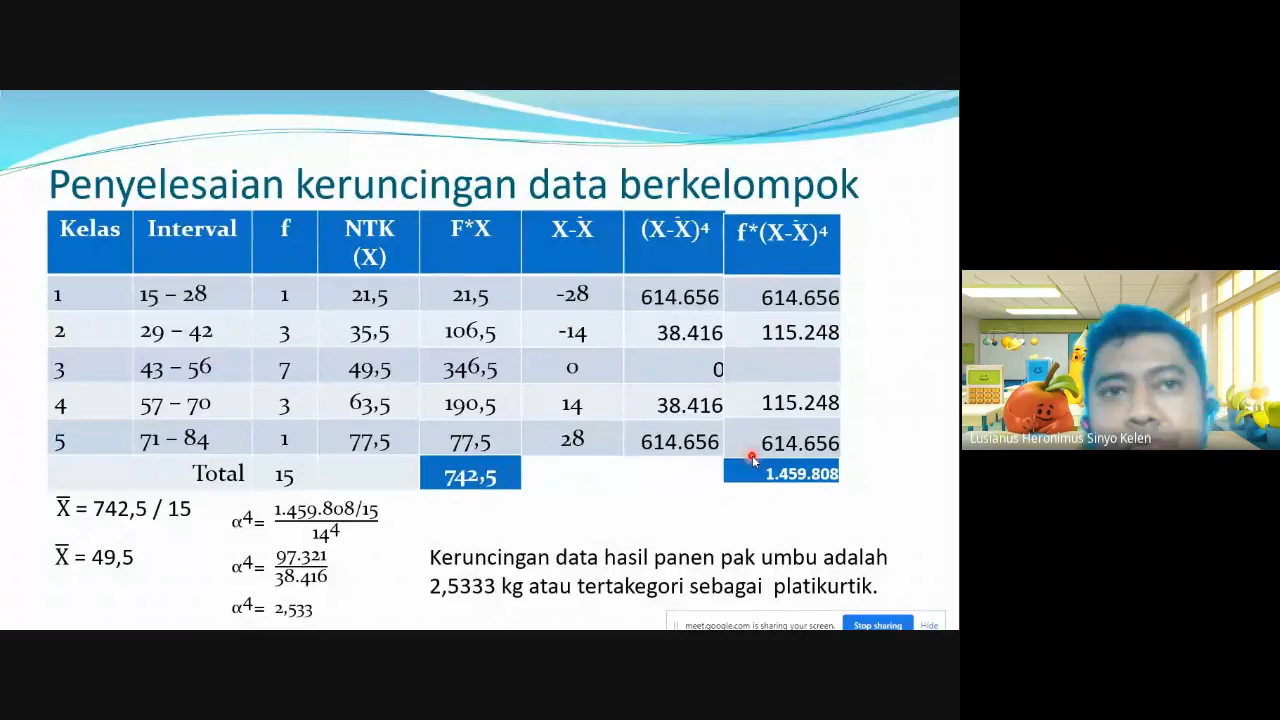 Penyelesaian keruncingan data berkelompok
Kelas Interval f NTK (X) F*X X-Ẋ (X-Ẋ)⁴ f*(X-Ẋ)⁴
1 15 – 28 1 21,5 21,5 -28 614.656 614.656
2 29 – 42 3 35,5 106,5 -14 38.416 115.248
3 43 – 56 7 49,5 346,5 0 0
4 57 – 70 3 63,5 190,5 14 38.416 115.248
5 71 – 84 1 77,5 77,5 28 614.656 614.656
Total 15 742,5 1.459.808
X̅ = 742,5 / 15
α⁴= 1.459.808/15
14⁴
X̅ = 49,5
α⁴= 97.321
38.416
α⁴= 2,533
Keruncingan data hasil panen pak umbu adalah
2,5333 kg atau tertakegori sebagai platikurtik.
meet.google.com is sharing your screen. Stop sharing Hide
Lusianus Heronimus Sinyo Kelen